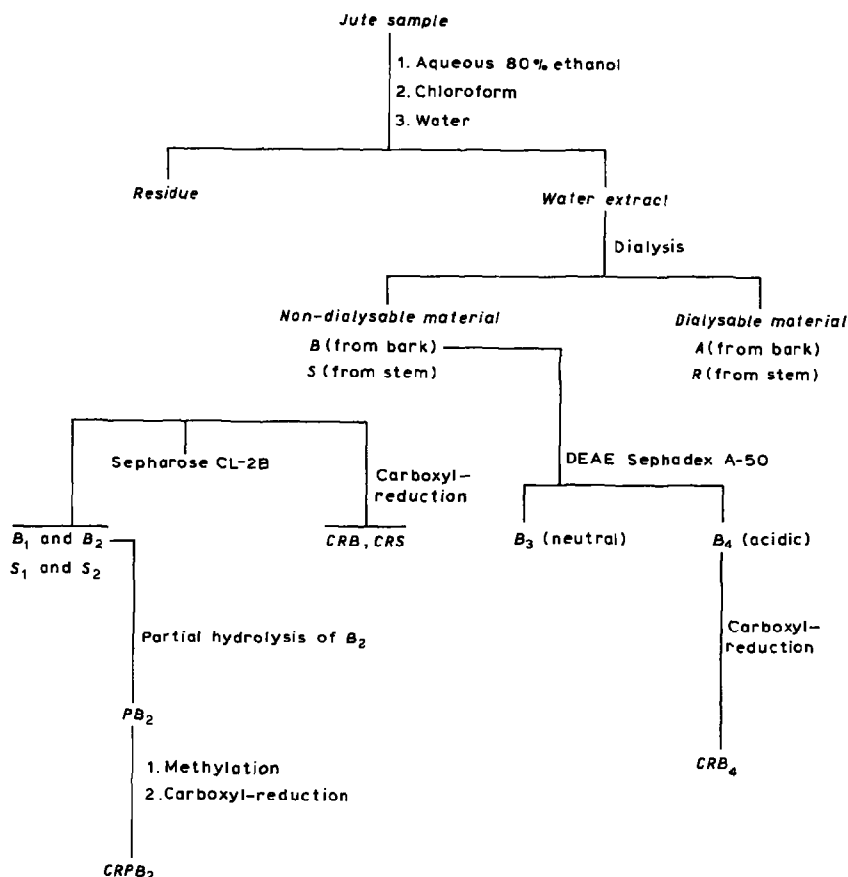 Jute sample
1. Aqueous 80% ethanol
2. Chloroform
3. Water
Residue
Water extract
Dialysis
Non-dialysable material
B (from bark)
S (from stem)
Dialysable material
A (from bark)
R (from stem)
Sepharose CL-2B
Carboxyl-
reduction
DEAE Sephadex A-50
B₁ and B₂
S₁ and S₂
CRB, CRS
B₃ (neutral)
B₄ (acidic)
Partial hydrolysis of B₂
Carboxyl-
reduction
PB₂
1. Methylation
2. Carboxyl-reduction
CRB₄
CRPB₂